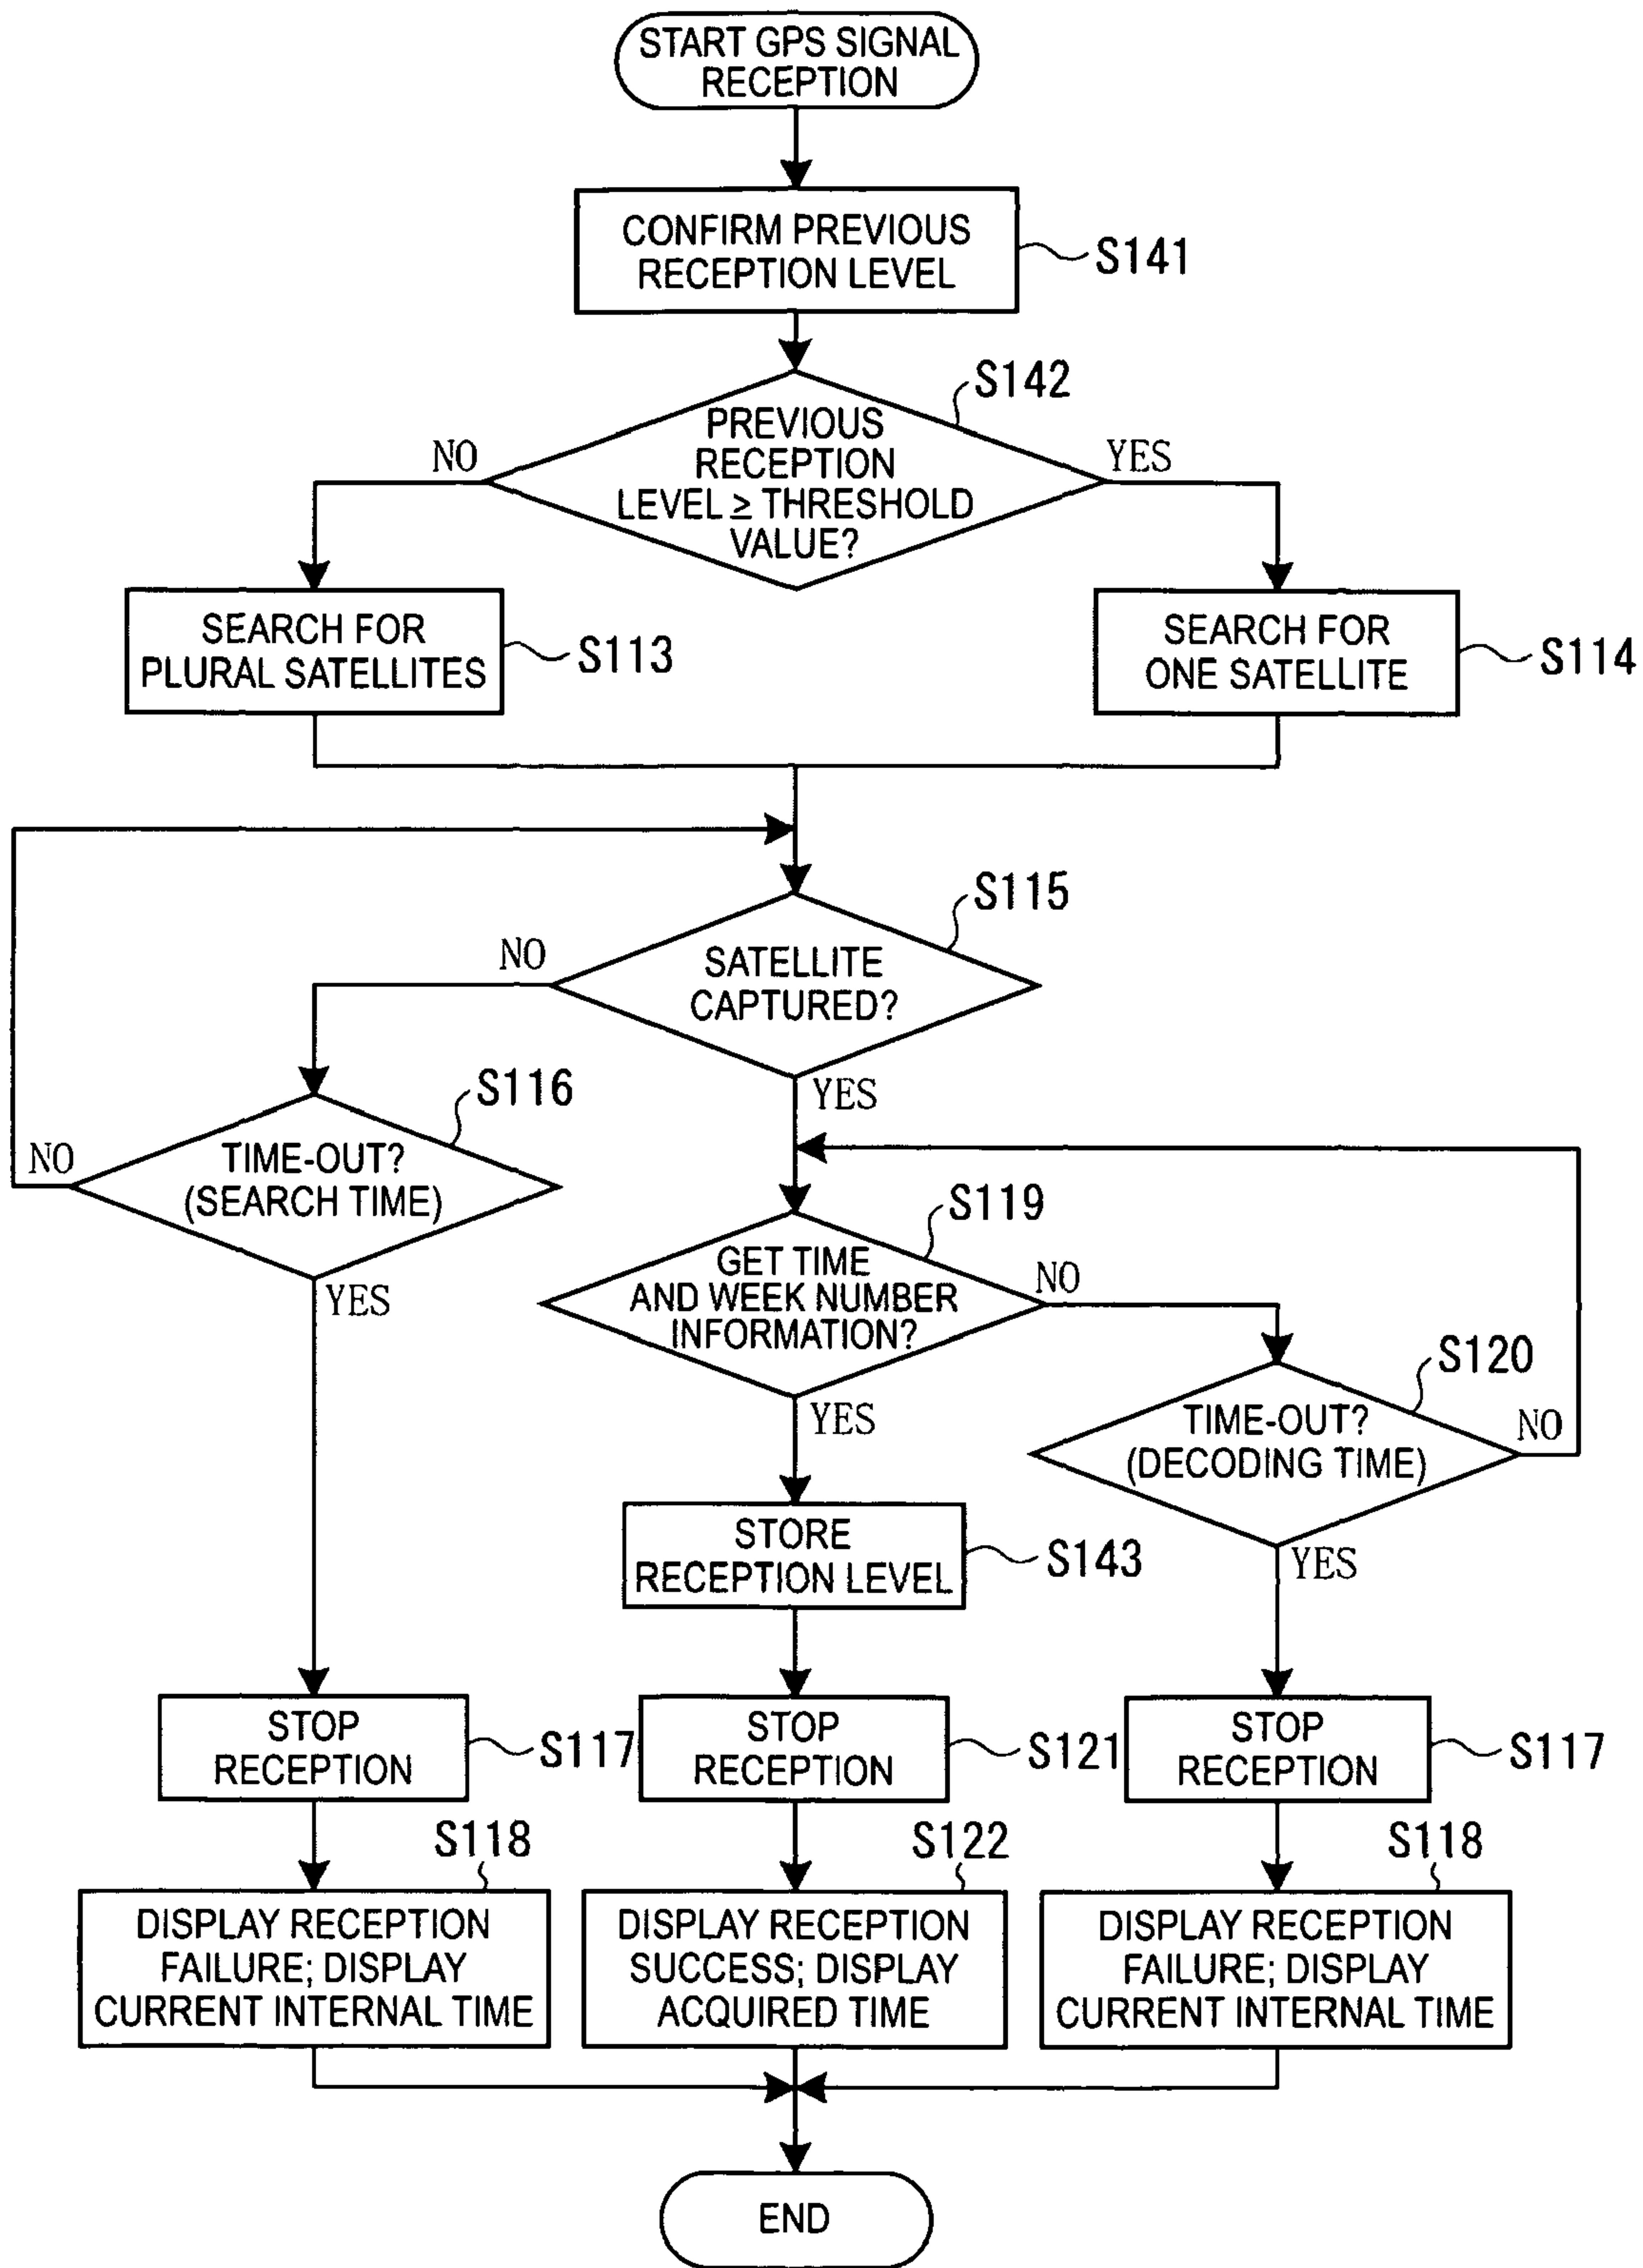 START GPS SIGNAL
RECEPTION
CONFIRM PREVIOUS
RECEPTION LEVEL
S141
S142
PREVIOUS
RECEPTION
LEVEL ≥ THRESHOLD
VALUE?
NO
YES
SEARCH FOR
PLURAL SATELLITES
S113
SEARCH FOR
ONE SATELLITE
S114
S115
SATELLITE
CAPTURED?
NO
YES
S116
TIME-OUT?
(SEARCH TIME)
NO
YES
S119
GET TIME
AND WEEK NUMBER
INFORMATION?
NO
YES
S120
TIME-OUT?
(DECODING TIME)
NO
YES
STORE
RECEPTION LEVEL
S143
STOP
RECEPTION
S117
STOP
RECEPTION
S121
STOP
RECEPTION
S117
S118
DISPLAY RECEPTION
FAILURE; DISPLAY
CURRENT INTERNAL TIME
S122
DISPLAY RECEPTION
SUCCESS; DISPLAY
ACQUIRED TIME
S118
DISPLAY RECEPTION
FAILURE; DISPLAY
CURRENT INTERNAL TIME
END